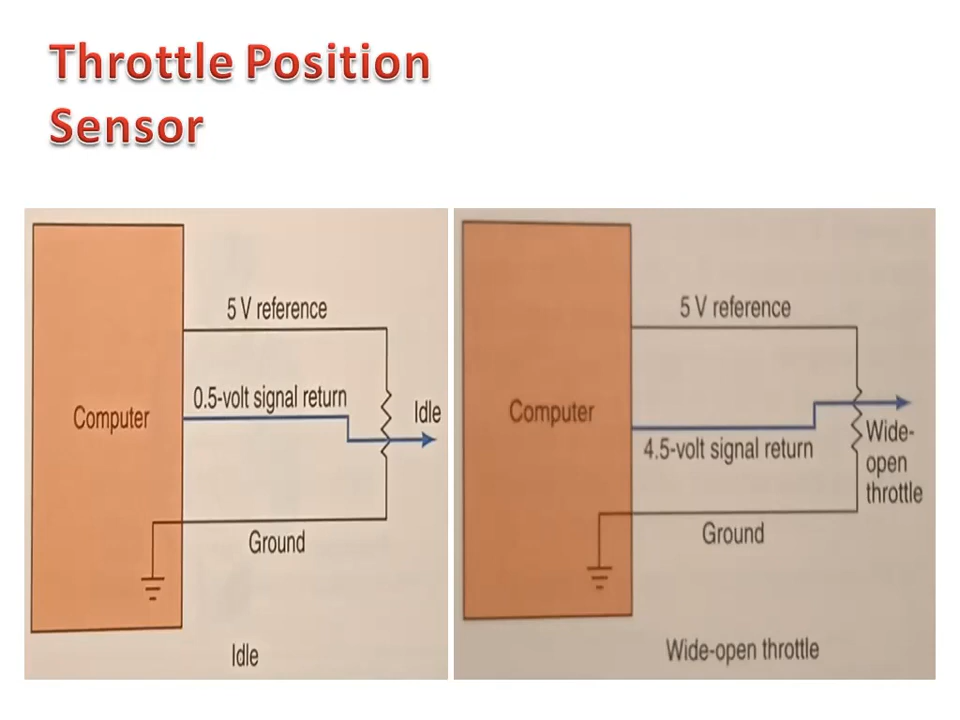 Throttle Position
Sensor
5 V reference
0.5-volt signal return
Computer
Idle
Ground
Idle
5 V reference
Computer
4.5-volt signal return
Wide-
open
throttle
Ground
Wide-open throttle